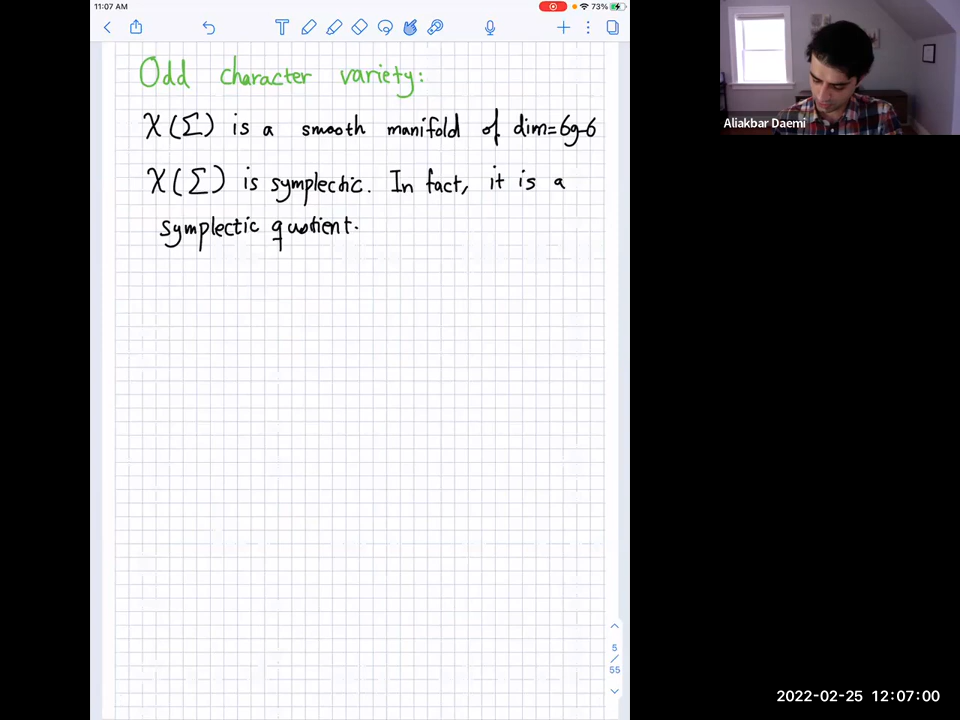 11:07 AM
73%
T
Odd character variety:
χ(Σ) is a smooth manifold of dim=6g-6
χ(Σ) is symplectic. In fact, it is a
symplectic quotient.
5
/
55
Aliakbar Daemi
2022-02-25 12:07:00